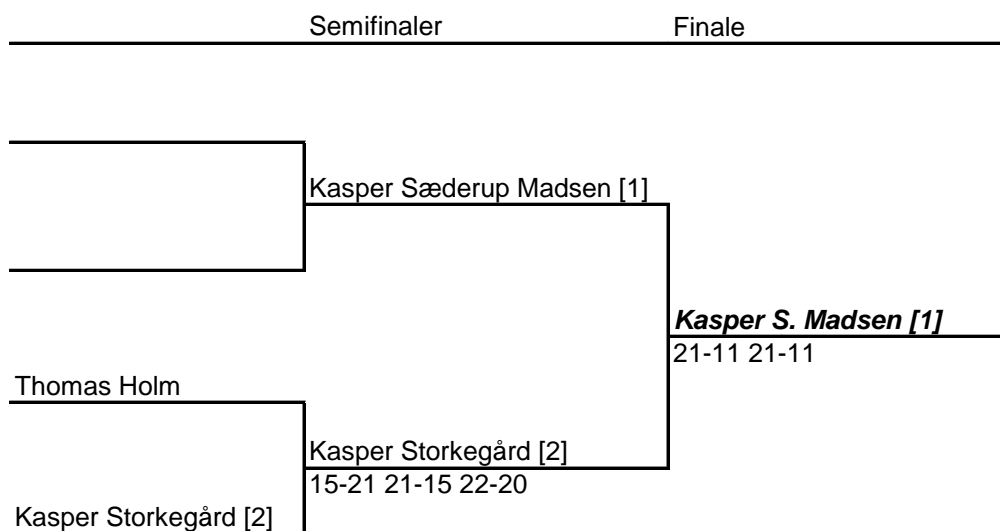 Semifinaler Finale
Kasper Sæderup Madsen [1]
Kasper S. Madsen [1]
21-11 21-11
Thomas Holm
Kasper Storkegård [2]
15-21 21-15 22-20
Kasper Storkegård [2]